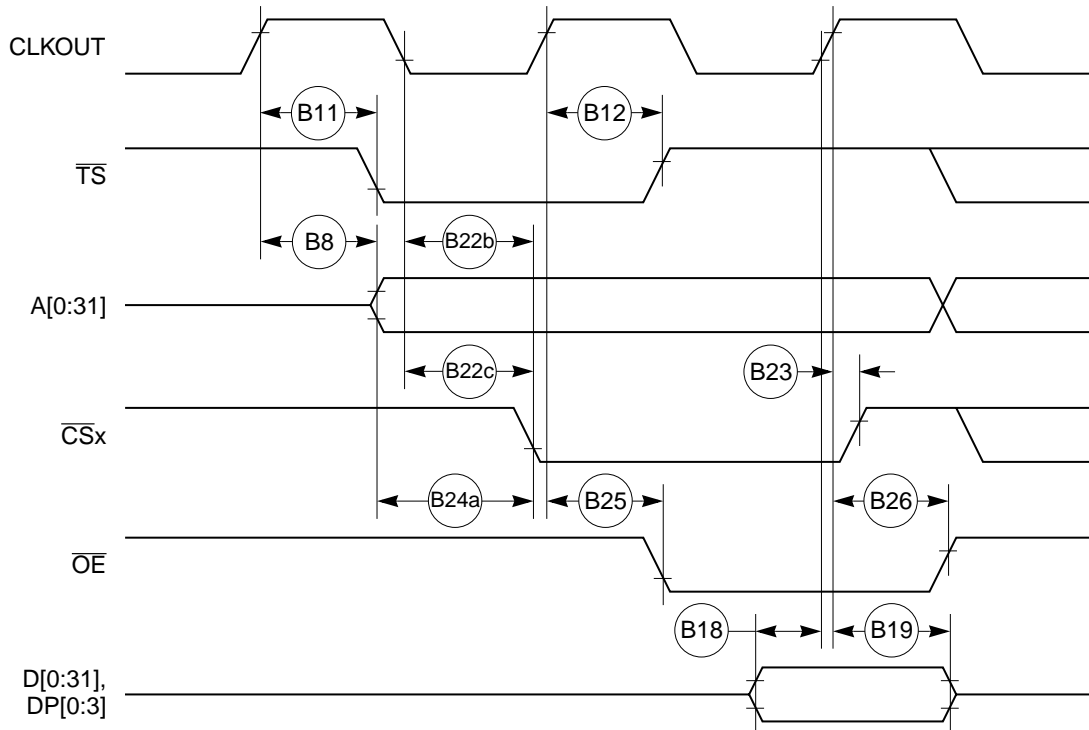 CLKOUT
B11
B12
TS
B8
B22b
A[0:31]
B22c
B23
CSx
B24a
B25
B26
OE
B18
B19
D[0:31],
DP[0:3]